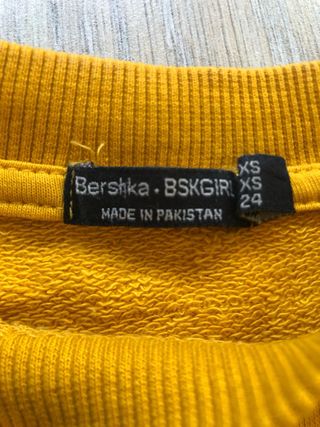 Bershka . BSKGIRL
MADE IN PAKISTAN
XS
XS
24